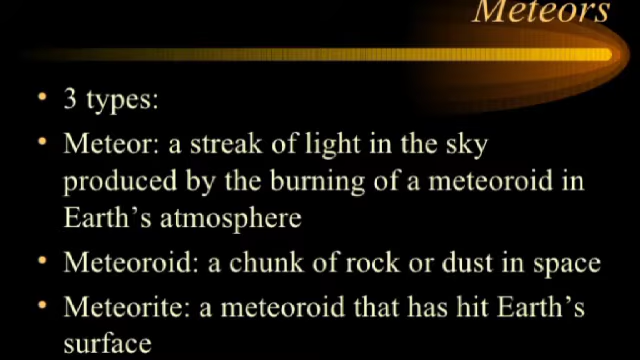 Meteors
• 3 types:
• Meteor: a streak of light in the sky
produced by the burning of a meteoroid in
Earth's atmosphere
• Meteoroid: a chunk of rock or dust in space
• Meteorite: a meteoroid that has hit Earth's
surface